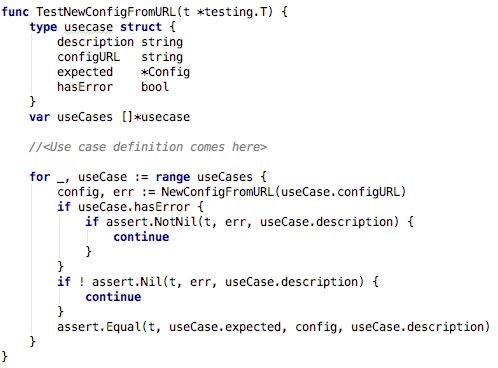 func TestNewConfigFromURL(t *testing.T) {
    type usecase struct {
        description string
        configURL   string
        expected    *Config
        hasError    bool
    }
    var useCases []*usecase

    //<Use case definition comes here>

    for _, useCase := range useCases {
        config, err := NewConfigFromURL(useCase.configURL)
        if useCase.hasError {
            if assert.NotNil(t, err, useCase.description) {
                continue
            }
        }
        if ! assert.Nil(t, err, useCase.description) {
            continue
        }
        assert.Equal(t, useCase.expected, config, useCase.description)
    }
}